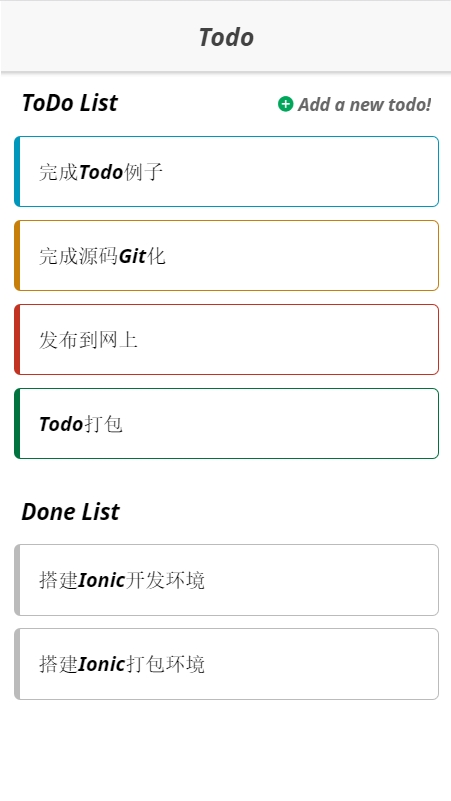 Todo
ToDo List
Add a new todo!
完成Todo例子
完成源码Git化
发布到网上
Todo打包
Done List
搭建Ionic开发环境
搭建Ionic打包环境